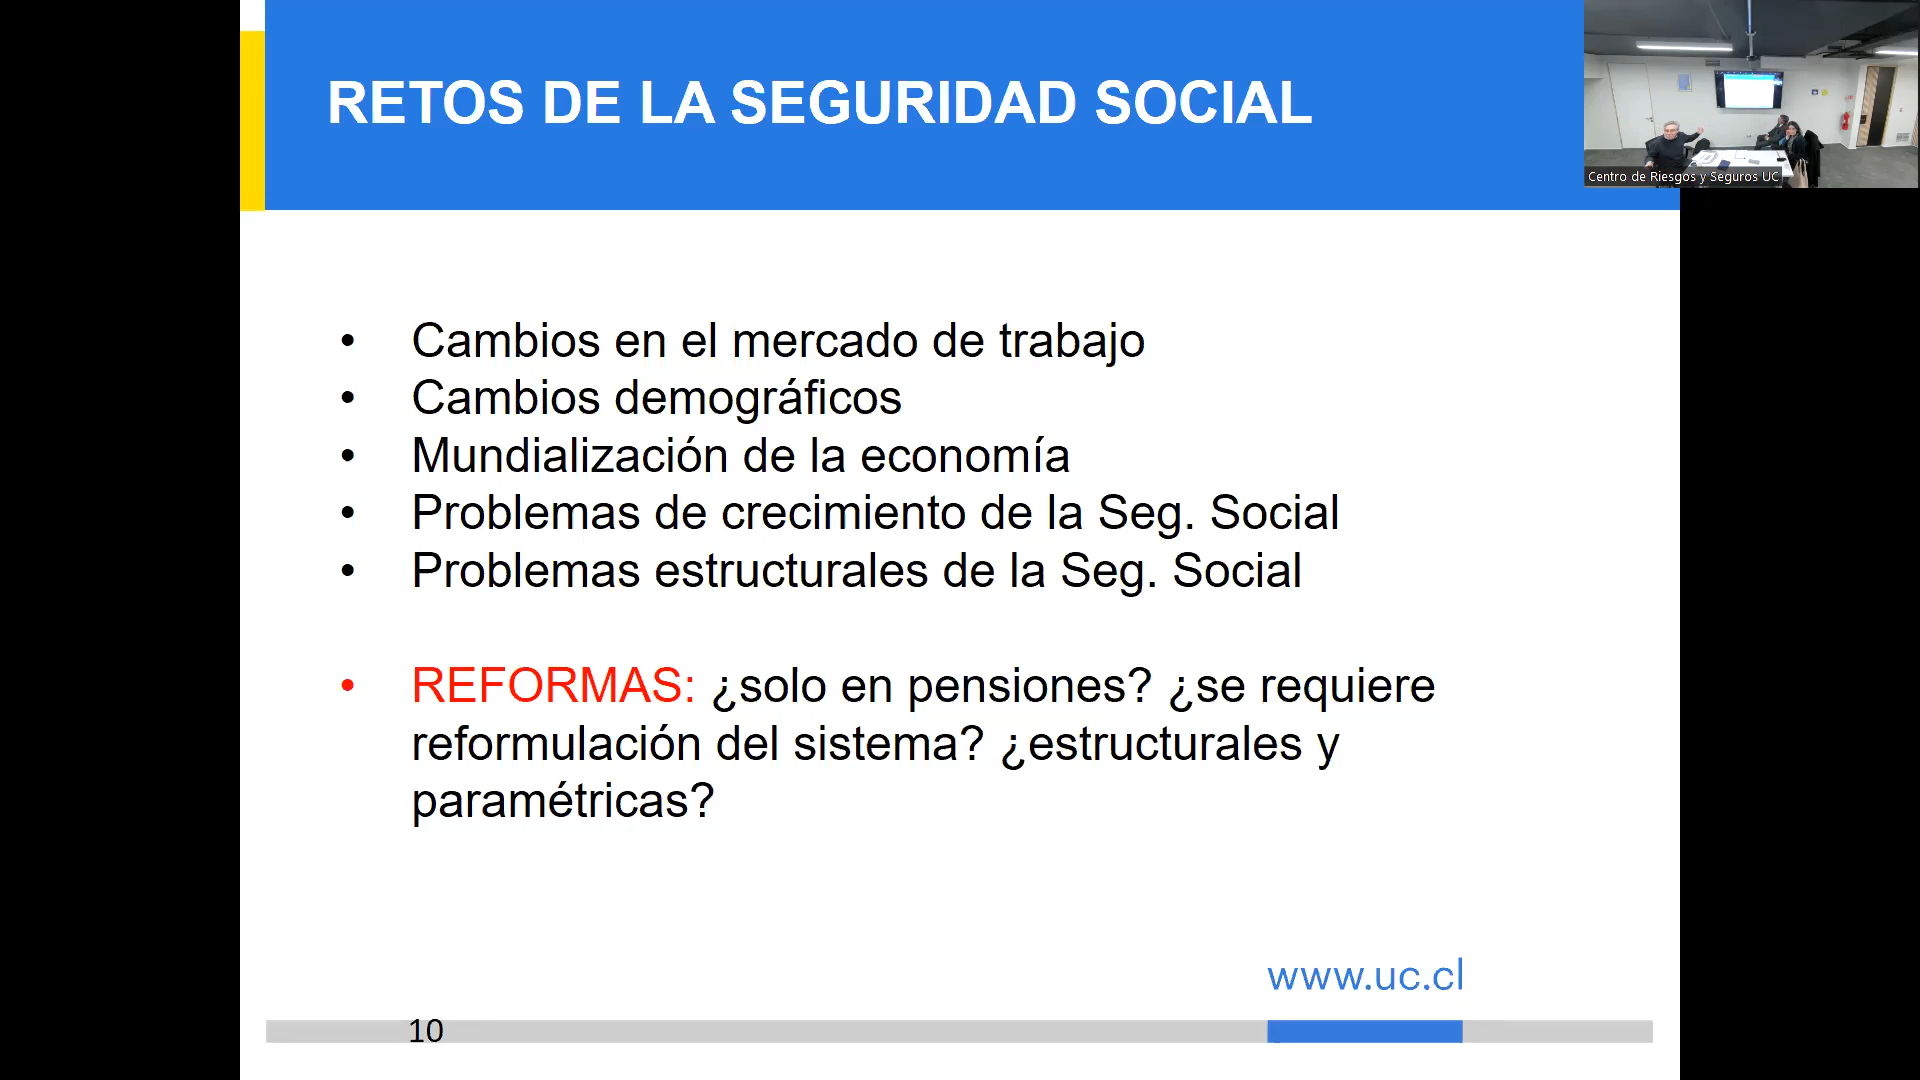 RETOS DE LA SEGURIDAD SOCIAL
Centro de Riesgos y Seguros UC
• Cambios en el mercado de trabajo
• Cambios demográficos
• Mundialización de la economía
• Problemas de crecimiento de la Seg. Social
• Problemas estructurales de la Seg. Social
• REFORMAS: ¿solo en pensiones? ¿se requiere
reformulación del sistema? ¿estructurales y
paramétricas?
www.uc.cl
10